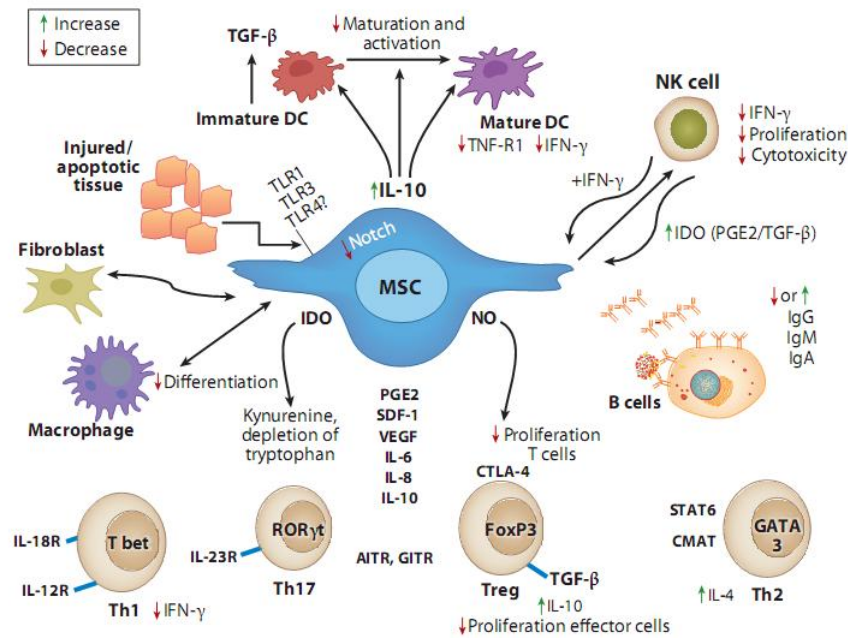 ↑ Increase
↓ Decrease
TGF-β
↓ Maturation and
activation
Immature DC
Mature DC
↓ TNF-R1 ↓ IFN-γ
NK cell
↓ IFN-γ
↓ Proliferation
↓ Cytotoxicity
+IFN-γ
↑ IDO (PGE2/TGF-β)
Injured/
apoptotic
tissue
TLR1
TLR3
TLR4?
↑ IL-10
↓ Notch
MSC
Fibroblast
IDO
NO
Macrophage
↓ Differentiation
Kynurenine,
depletion of
tryptophan
PGE2
SDF-1
VEGF
IL-6
IL-8
IL-10
↓ Proliferation
T cells
↓ or ↑
IgG
IgM
IgA
B cells
IL-18R
IL-12R
T bet
Th1 ↓ IFN-γ
IL-23R
RORγt
Th17
AITR, GITR
CTLA-4
FoxP3
Treg
TGF-β
↑ IL-10
↓ Proliferation effector cells
STAT6
CMAT
GATA
3
↑ IL-4 Th2